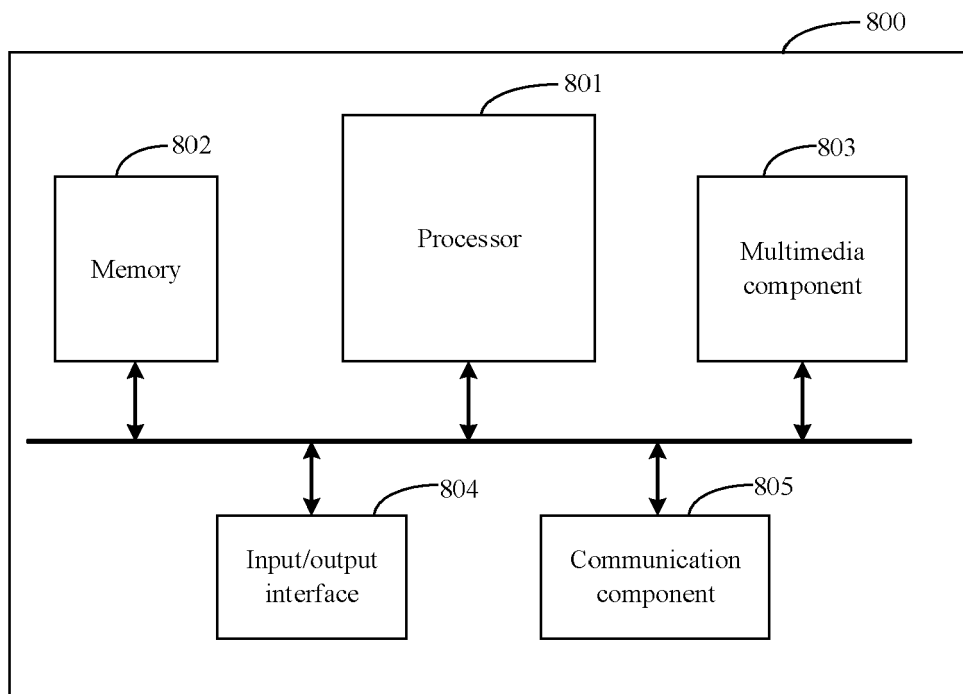 800
801
802
803
Processor
Memory
Multimedia
component
804
805
Input/output
interface
Communication
component